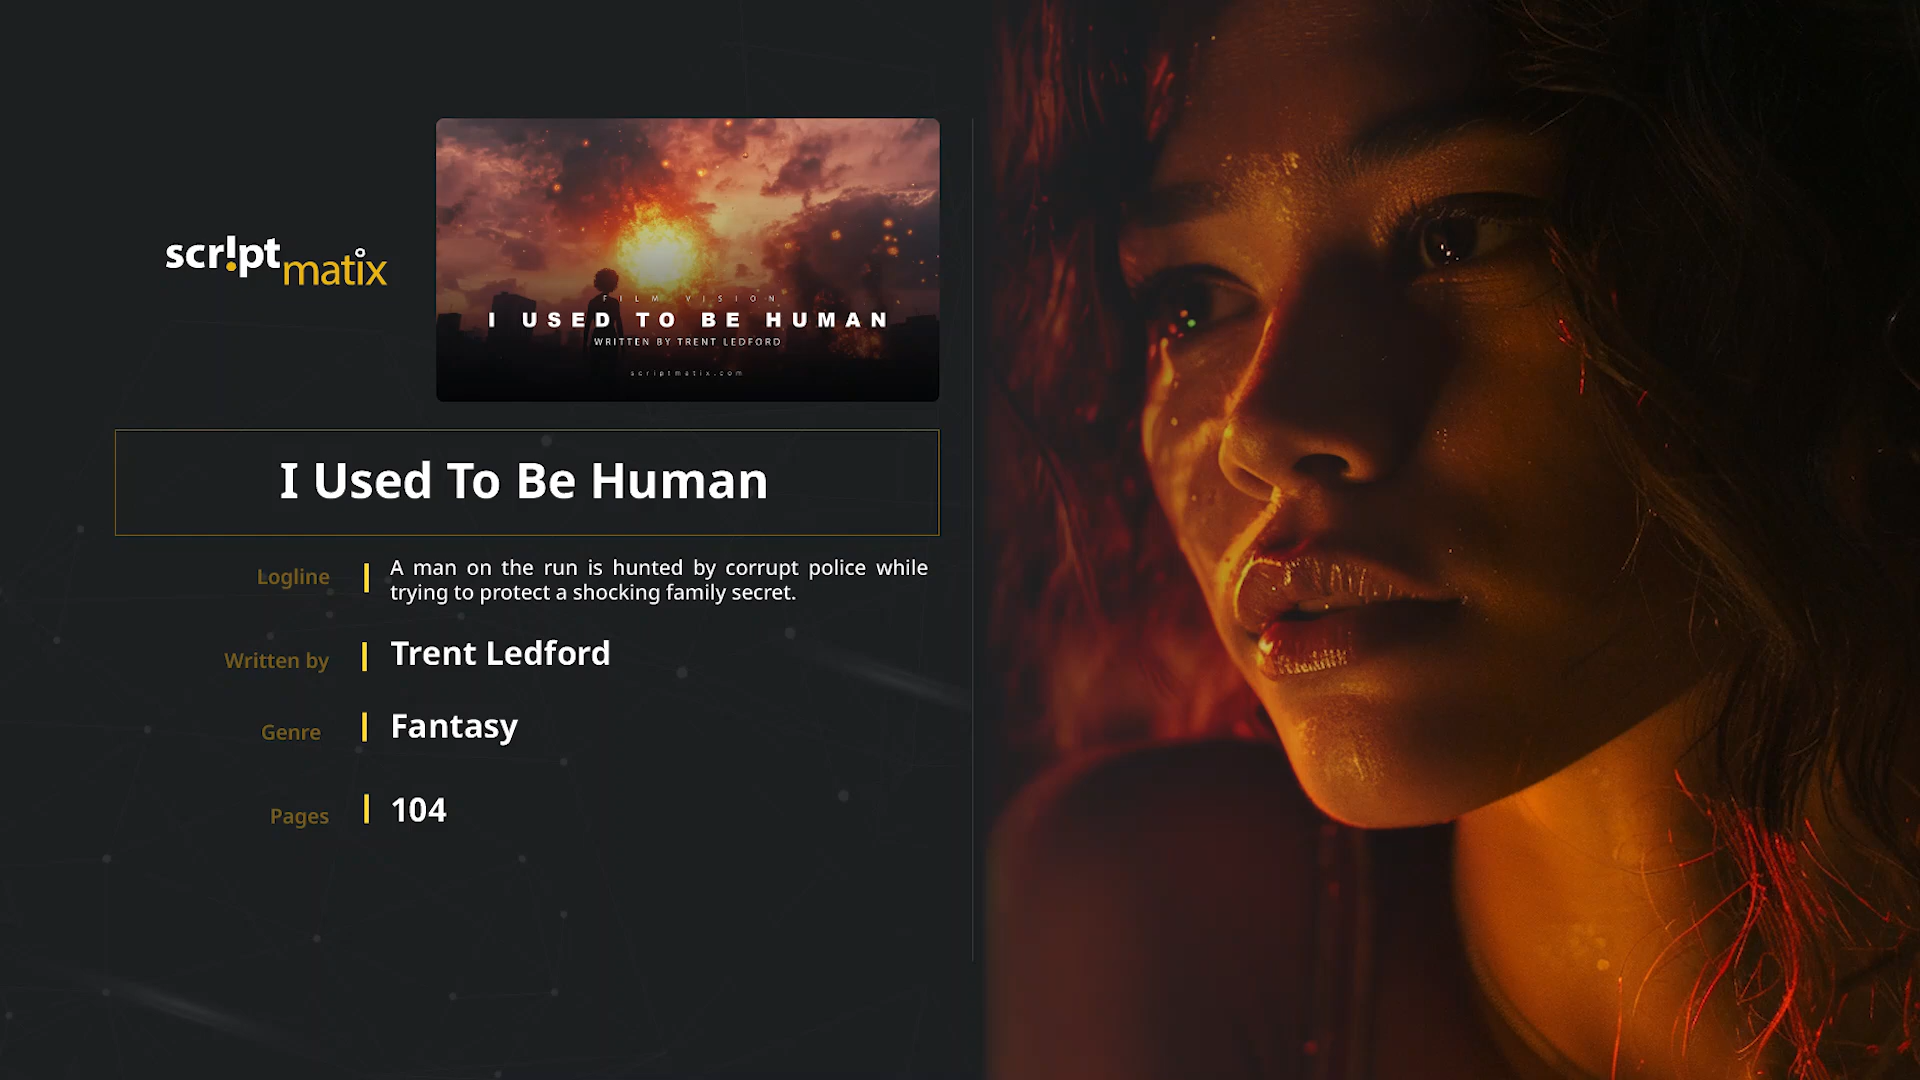 scr!pt
matix
FILM VISION
I USED TO BE HUMAN
WRITTEN BY TRENT LEDFORD
scriptmatix.com
I Used To Be Human
Logline
A man on the run is hunted by corrupt police while
trying to protect a shocking family secret.
Written by
Trent Ledford
Genre
Fantasy
Pages
104